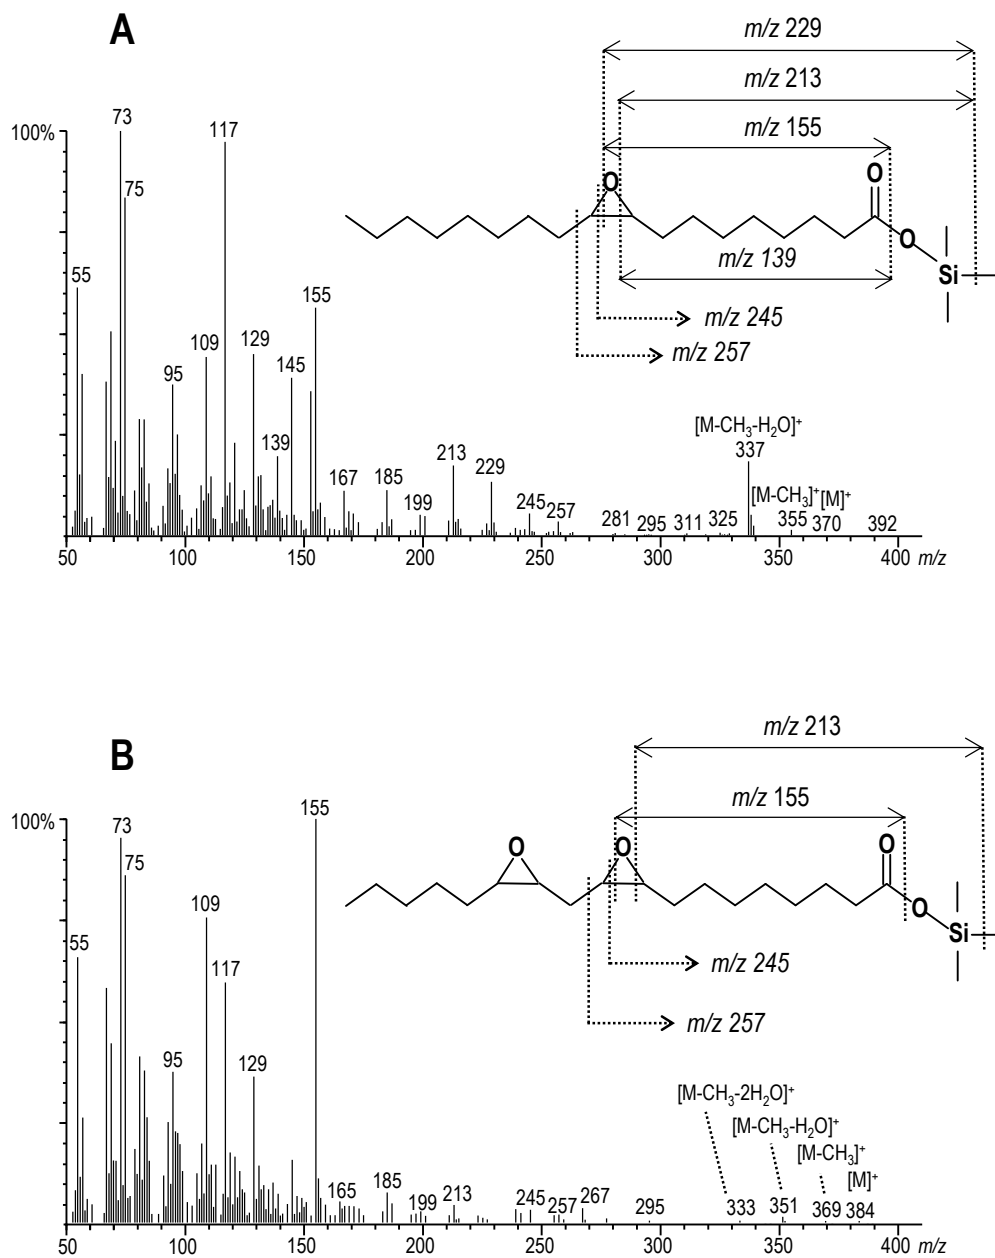 A
m/z 229
m/z 213
100%
73
117
m/z 155
O
O
75
O
Si
m/z 139
55
155
m/z 245
109
129
m/z 257
145
95
[M-CH3-H2O]+
139
337
213
229
[M-CH3]+ [M]+
167
185
199
245
257
281
295
311
325
355
370
392
50
100
150
200
250
300
350
400
m/z
B
m/z 213
155
m/z 155
100%
73
O
O
O
75
109
O
Si
55
117
m/z 245
m/z 257
95
129
[M-CH3-2H2O]+
[M-CH3-H2O]+
[M-CH3]+
[M]+
165
185
199
213
245
257
267
295
333
351
369
384
50
100
150
200
250
300
350
400
m/z